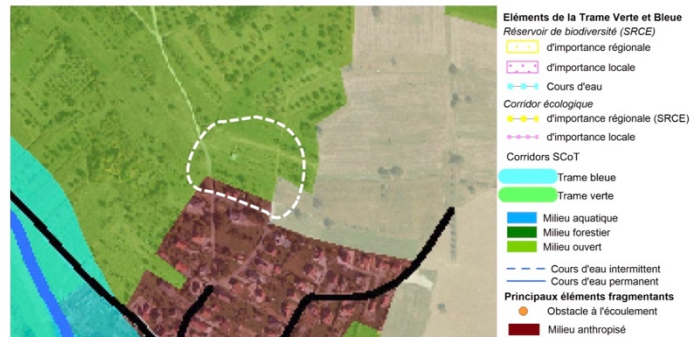 Eléments de la Trame Verte et Bleue
Réservoir de biodiversité (SRCE)
d'importance régionale
d'importance locale
Cours d'eau
Corridor écologique
d'importance régionale (SRCE)
d'importance locale
Corridors SCoT
Trame bleue
Trame verte
Milieu aquatique
Milieu forestier
Milieu ouvert
Cours d'eau intermittent
Cours d'eau permanent
Principaux éléments fragmentants
Obstacle à l'écoulement
Milieu anthropisé